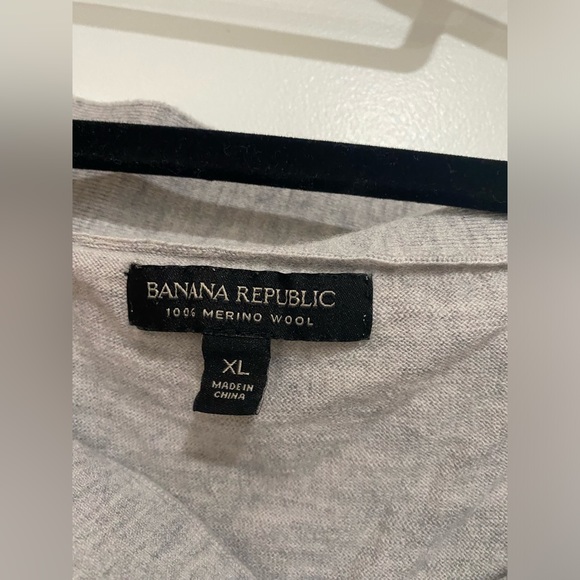 BANANA REPUBLIC
100% MERINO WOOL
XL
MADE IN
CHINA